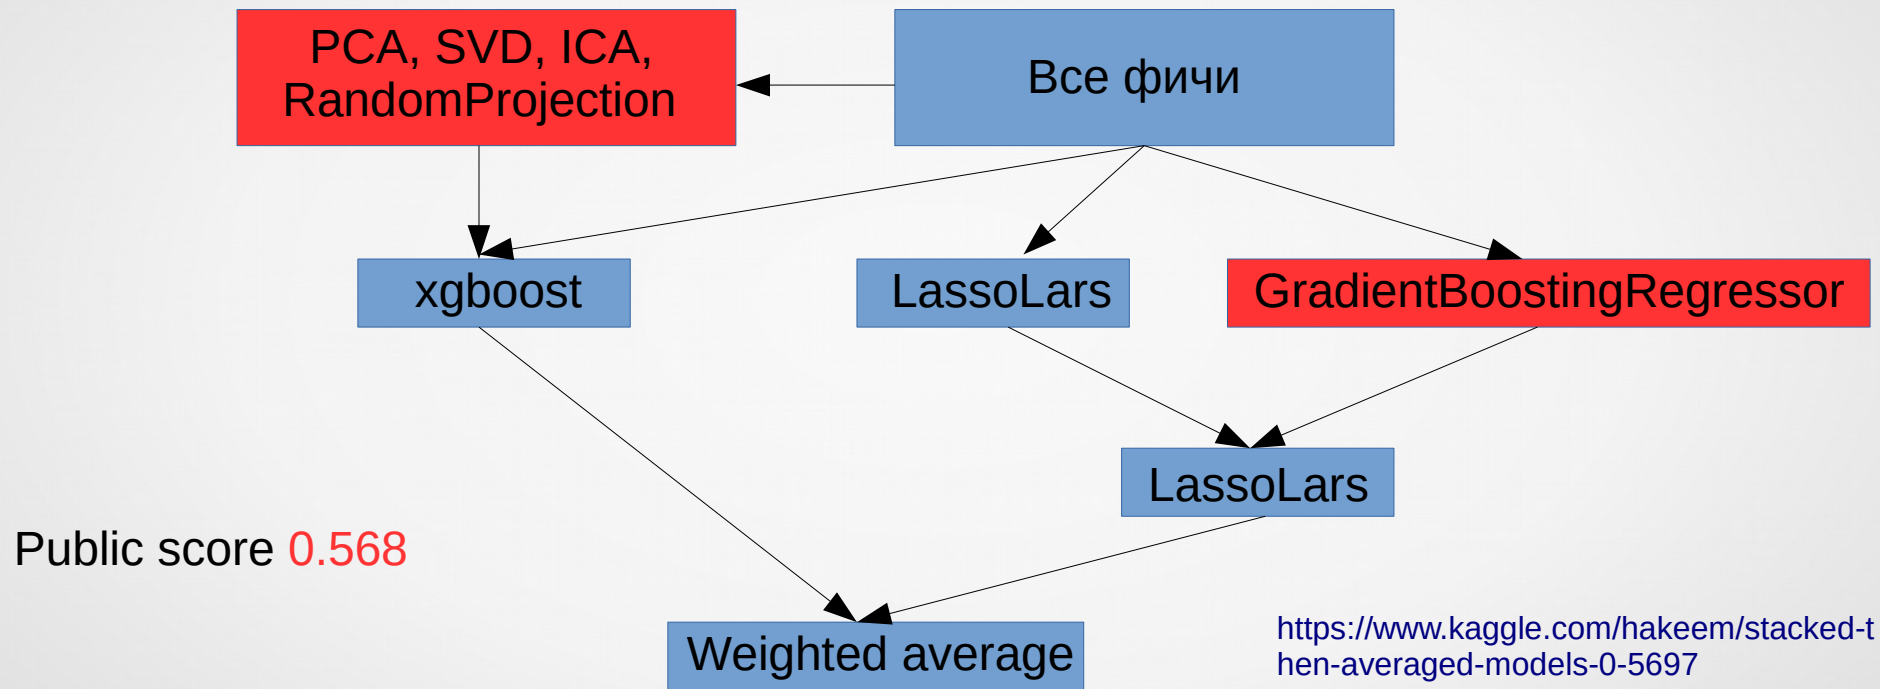 PCA, SVD, ICA,
RandomProjection
Все фичи
xgboost
LassoLars
GradientBoostingRegressor
LassoLars
Public score 0.568
Weighted average
https://www.kaggle.com/hakeem/stacked-t
hen-averaged-models-0-5697